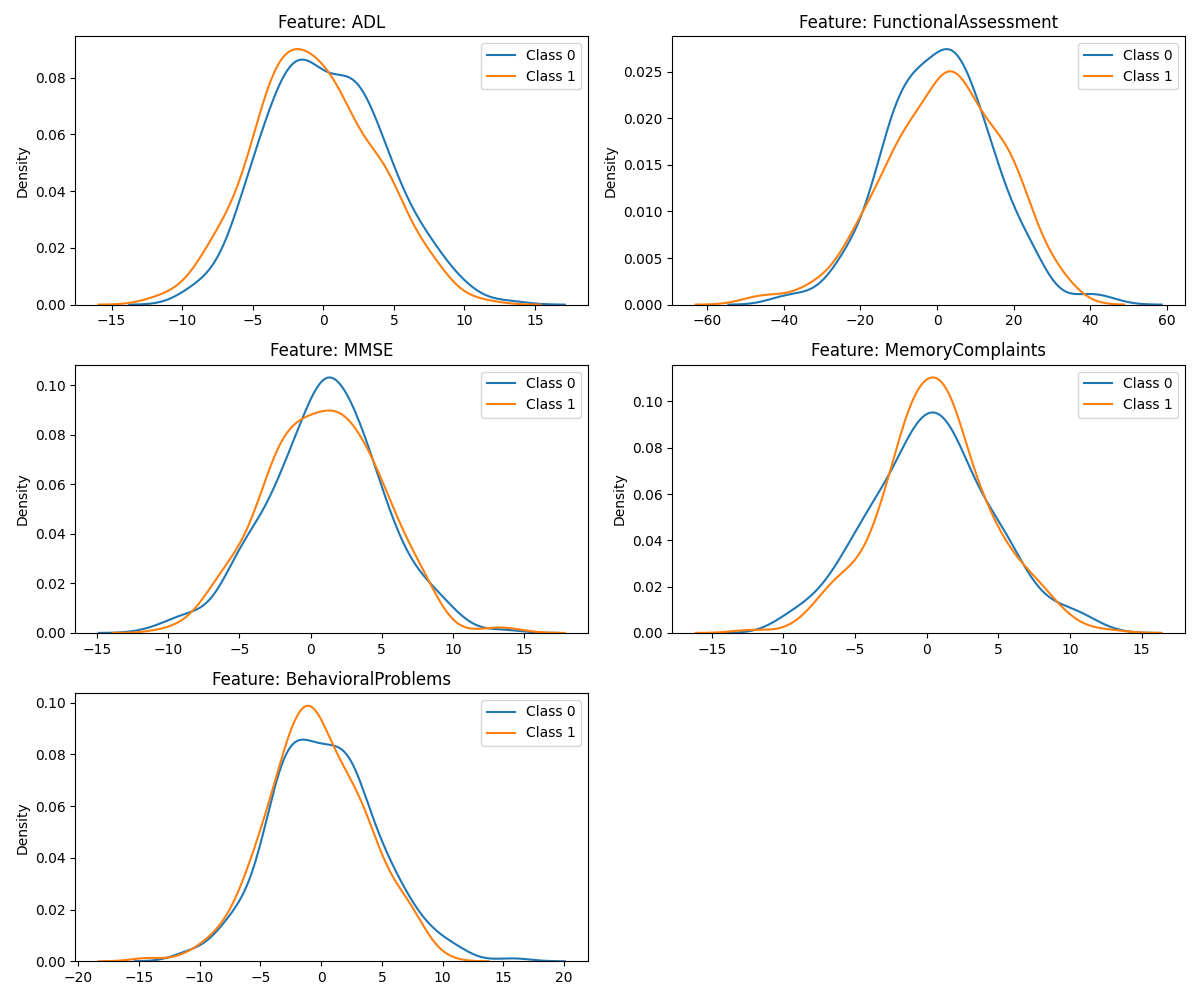 Feature: ADL
Class 0
Class 1
Density
0.08
0.06
0.04
0.02
0.00
−15 −10 −5 0 5 10 15
Feature: FunctionalAssessment
Class 0
Class 1
Density
0.025
0.020
0.015
0.010
0.005
0.000
−60 −40 −20 0 20 40 60
Feature: MMSE
Class 0
Class 1
Density
0.10
0.08
0.06
0.04
0.02
0.00
−15 −10 −5 0 5 10 15
Feature: MemoryComplaints
Class 0
Class 1
Density
0.10
0.08
0.06
0.04
0.02
0.00
−15 −10 −5 0 5 10 15
Feature: BehavioralProblems
Class 0
Class 1
Density
0.10
0.08
0.06
0.04
0.02
0.00
−20 −15 −10 −5 0 5 10 15 20